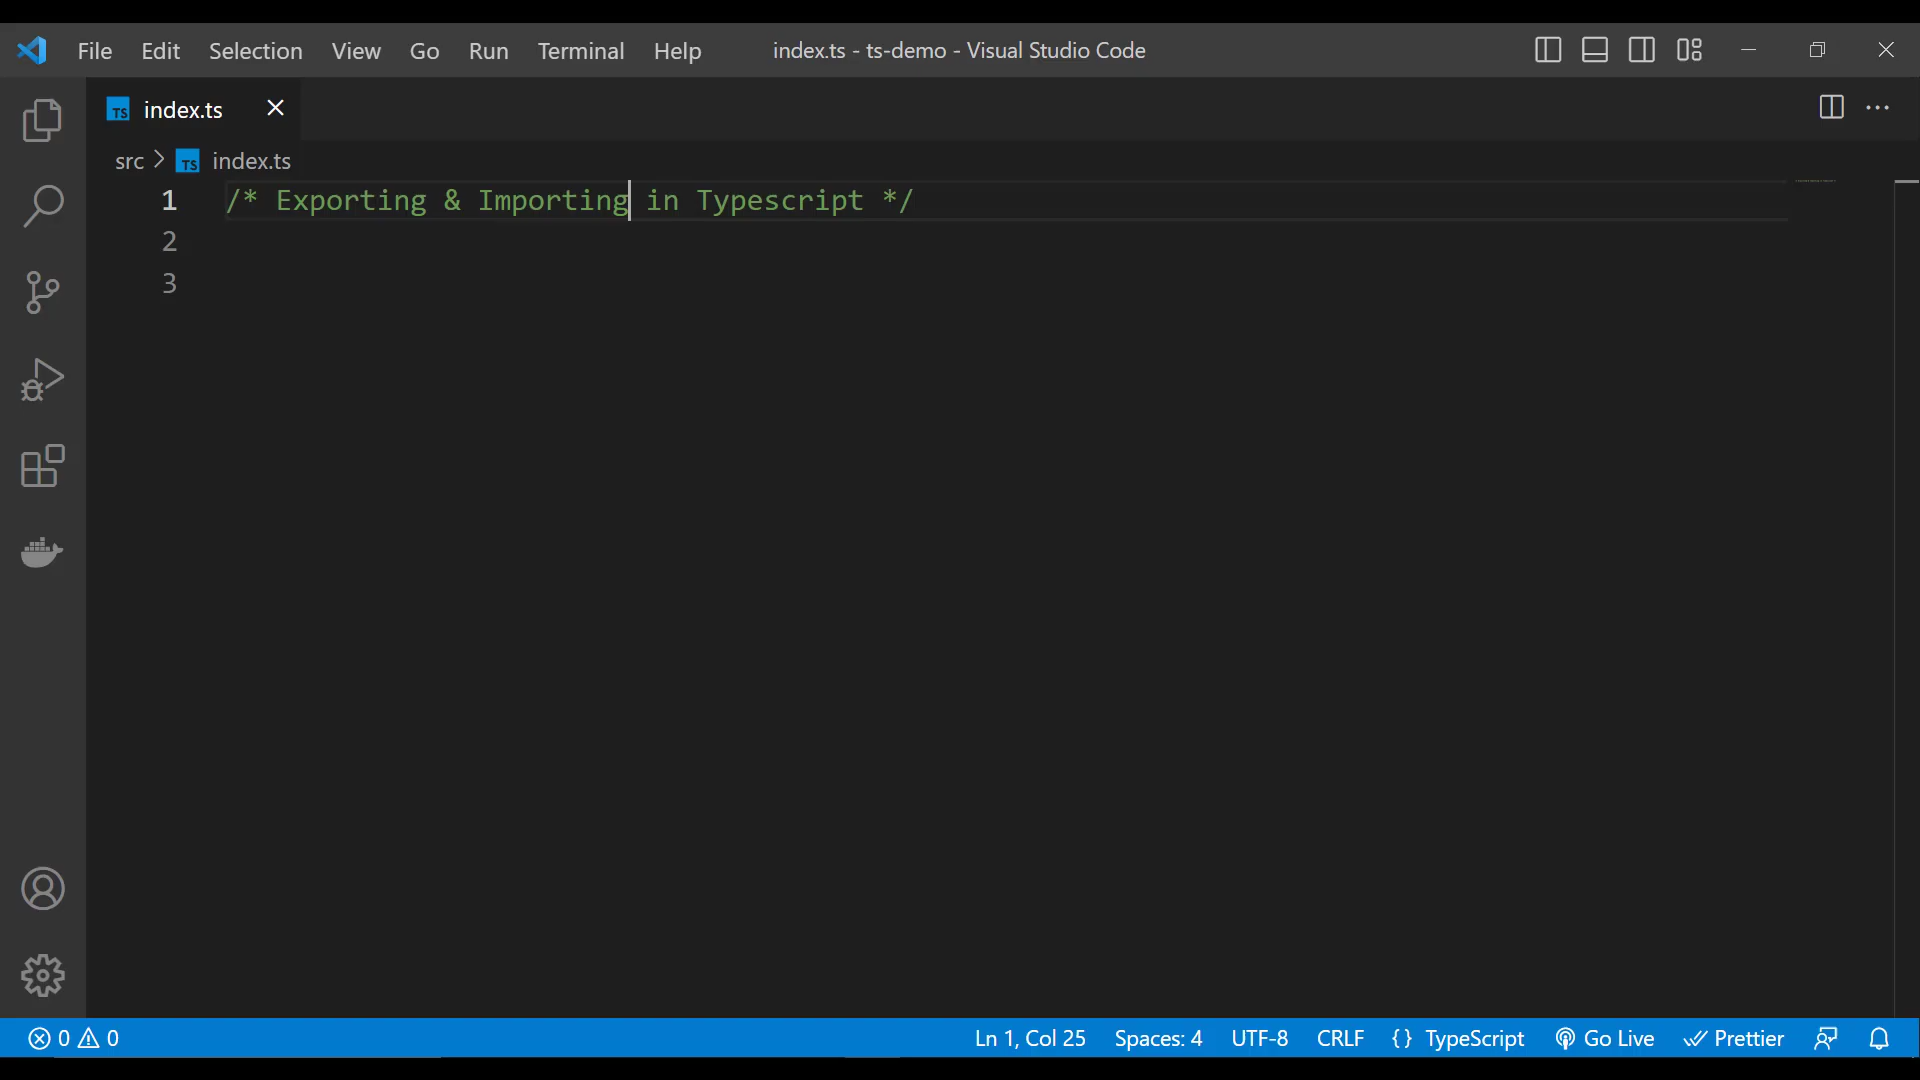 File Edit Selection View Go Run Terminal Help index.ts - ts-demo - Visual Studio Code
TS index.ts
src > TS index.ts
1 /* Exporting & Importing in Typescript */
2
3
0 0 Ln 1, Col 25 Spaces: 4 UTF-8 CRLF {} TypeScript Go Live Prettier